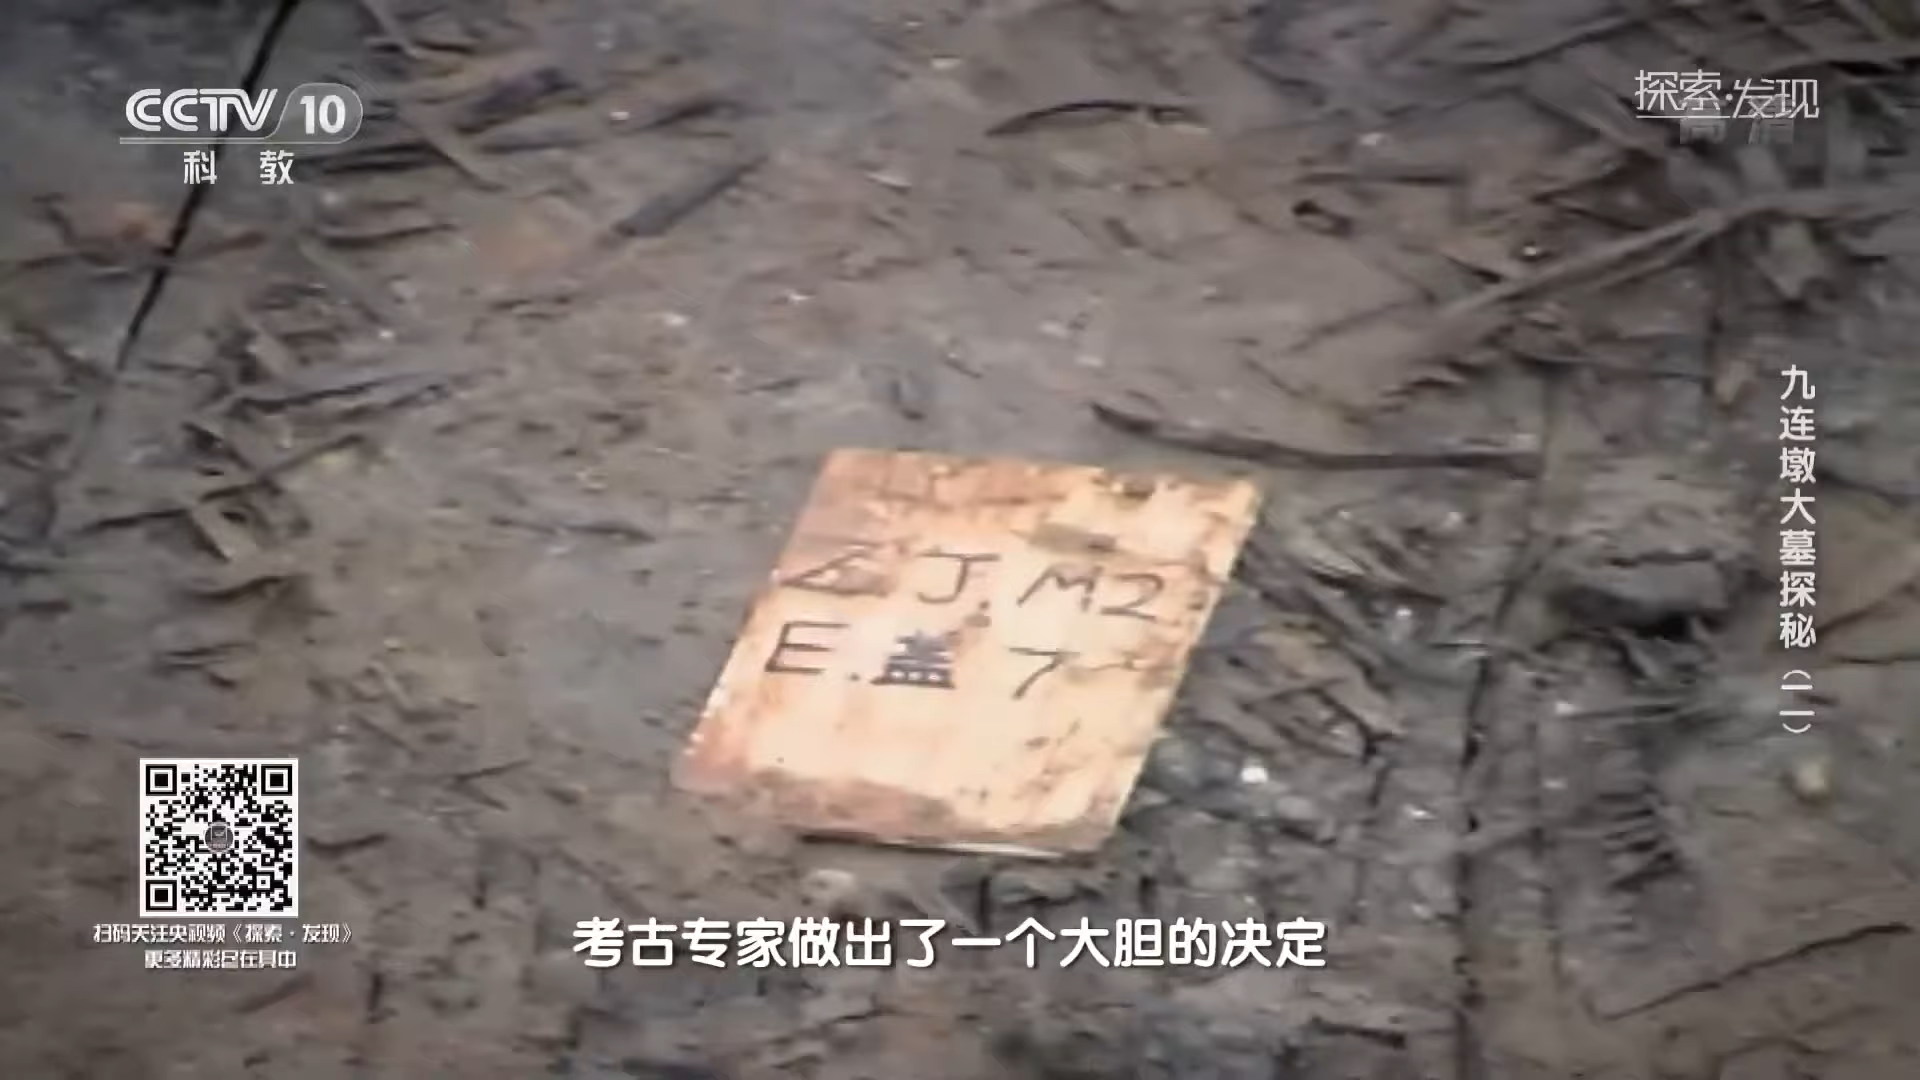 CCTV 10
科教
探索·发现
高清
九连墩大墓探秘（二）
Z J. M2
E.盖 7
扫码关注央视频《探索·发现》
更多精彩尽在其中
考古专家做出了一个大胆的决定